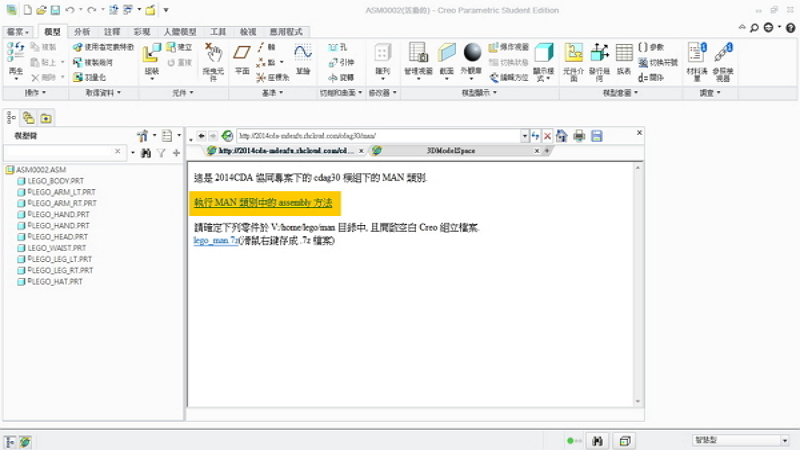 ASM0002(活動的) - Creo Parametric Student Edition
檔案 模型 分析 註釋 彩現 人體模型 工具 檢視 應用程式
再生
複製
貼上
刪除
操作
使用者定義特徵
複製幾何
羽量化
取得資料
組裝
建立
重複
元件
拖曳元件
平面
軸
點
座標系
草繪
基準
孔
引伸
旋轉
切削和曲面
陣列
修改器
管理視圖
截面
外觀庫
爆炸視圖
切換狀態
編輯方位
顯示樣式
模型顯示
元件介面
發行幾何
族表
參數
切換符號
d= 關係
模型意圖
材料清單
參照檢視器
調查
模型樹
ASM0002.ASM
LEGO_BODY.PRT
LEGO_ARM_LT.PRT
LEGO_ARM_RT.PRT
LEGO_HAND.PRT
LEGO_HAND.PRT
LEGO_HEAD.PRT
LEGO_WAIST.PRT
LEGO_LEG_LT.PRT
LEGO_LEG_RT.PRT
LEGO_HAT.PRT
http://2014cda-mdenfu.rhcloud.com/cdag30/man/
http://2014cda-mdenfu.rhcloud.com/cd...
3DModelSpace
這是 2014CDA 協同專案下的 cdag30 模組下的 MAN 類別.
執行 MAN 類別中的 assembly 方法
請確定下列零件於 V:/home/lego/man 目錄中, 且開啟空白 Creo 組立檔案.
lego_man.7z(滑鼠右鍵存成 .7z 檔案)
智慧型